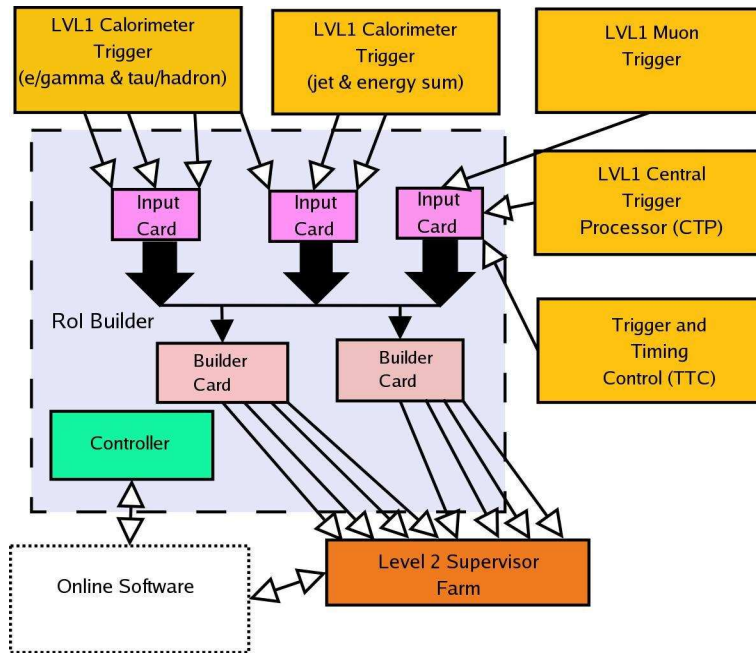 LVL1 Calorimeter
Trigger
(e/gamma & tau/hadron)
LVL1 Calorimeter
Trigger
(jet & energy sum)
LVL1 Muon
Trigger
Input
Card
Input
Card
Input
Card
LVL1 Central
Trigger
Processor (CTP)
RoI Builder
Builder
Card
Builder
Card
Trigger and
Timing
Control (TTC)
Controller
Online Software
Level 2 Supervisor
Farm